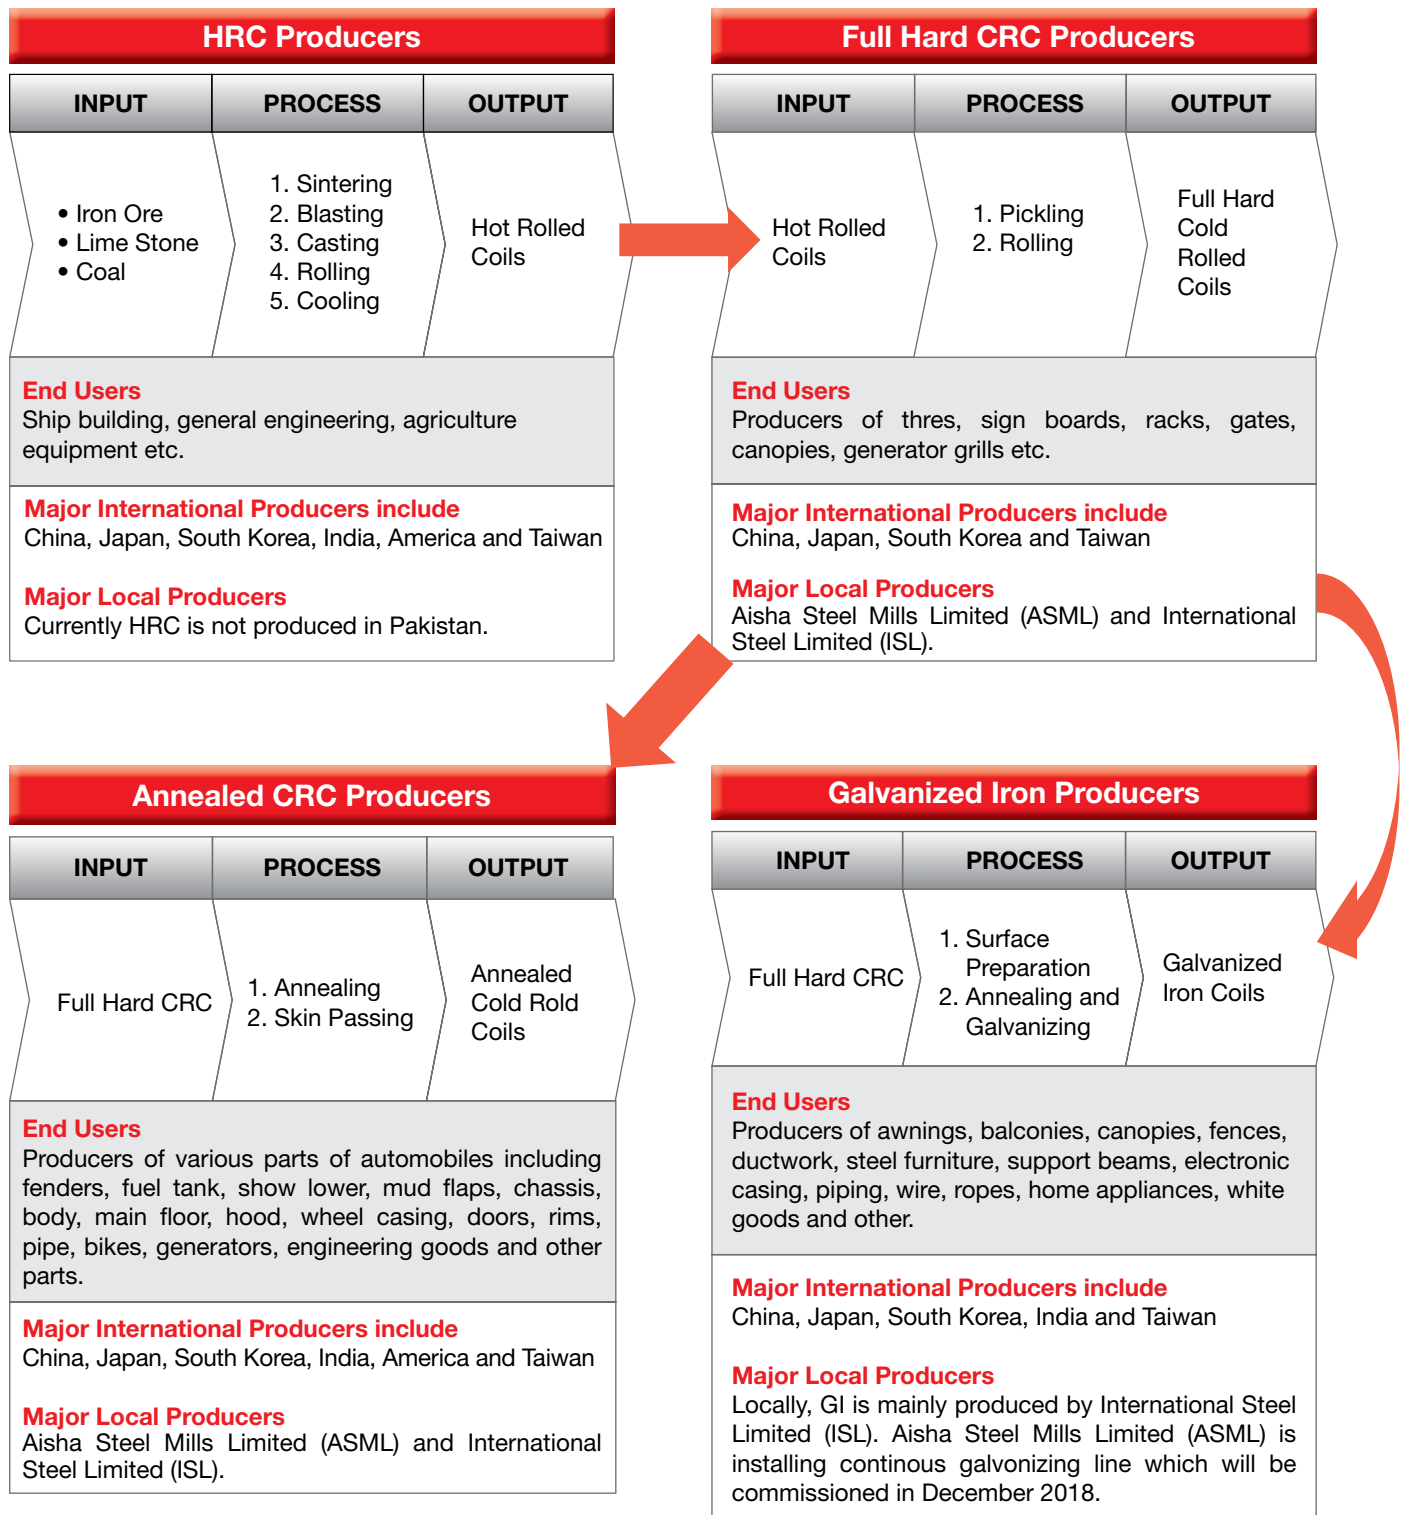 HRC Producers
INPUT PROCESS OUTPUT
• Iron Ore
• Lime Stone
• Coal
1. Sintering
2. Blasting
3. Casting
4. Rolling
5. Cooling
Hot Rolled
Coils
End Users
Ship building, general engineering, agriculture
equipment etc.
Major International Producers include
China, Japan, South Korea, India, America and Taiwan
Major Local Producers
Currently HRC is not produced in Pakistan.
Full Hard CRC Producers
INPUT PROCESS OUTPUT
Hot Rolled
Coils
1. Pickling
2. Rolling
Full Hard
Cold
Rolled
Coils
End Users
Producers of thres, sign boards, racks, gates,
canopies, generator grills etc.
Major International Producers include
China, Japan, South Korea and Taiwan
Major Local Producers
Aisha Steel Mills Limited (ASML) and International
Steel Limited (ISL).
Annealed CRC Producers
INPUT PROCESS OUTPUT
Full Hard CRC
1. Annealing
2. Skin Passing
Annealed
Cold Rold
Coils
End Users
Producers of various parts of automobiles including
fenders, fuel tank, show lower, mud flaps, chassis,
body, main floor, hood, wheel casing, doors, rims,
pipe, bikes, generators, engineering goods and other
parts.
Major International Producers include
China, Japan, South Korea, India, America and Taiwan
Major Local Producers
Aisha Steel Mills Limited (ASML) and International
Steel Limited (ISL).
Galvanized Iron Producers
INPUT PROCESS OUTPUT
Full Hard CRC
1. Surface
Preparation
2. Annealing and
Galvanizing
Galvanized
Iron Coils
End Users
Producers of awnings, balconies, canopies, fences,
ductwork, steel furniture, support beams, electronic
casing, piping, wire, ropes, home appliances, white
goods and other.
Major International Producers include
China, Japan, South Korea, India and Taiwan
Major Local Producers
Locally, GI is mainly produced by International Steel
Limited (ISL). Aisha Steel Mills Limited (ASML) is
installing continous galvonizing line which will be
commissioned in December 2018.